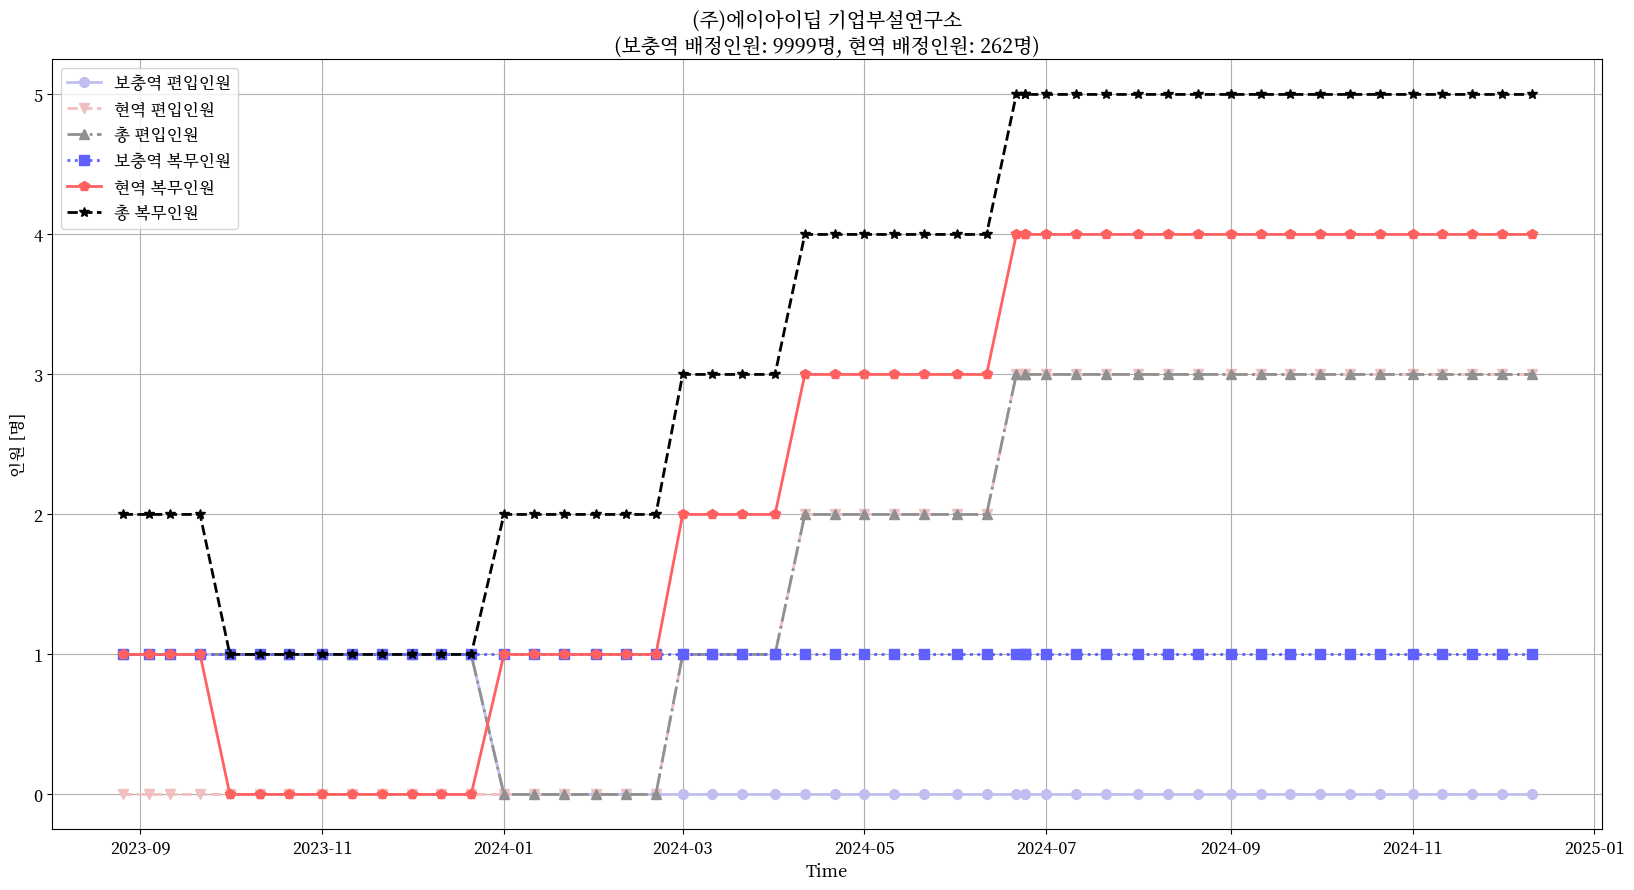 (주)에이아이딥 기업부설연구소
(보충역 배정인원: 9999명, 현역 배정인원: 262명)
보충역 편입인원
현역 편입인원
총 편입인원
보충역 복무인원
현역 복무인원
총 복무인원
인원 [명]
5
4
3
2
1
0
2023-09
2023-11
2024-01
2024-03
2024-05
2024-07
2024-09
2024-11
2025-01
Time